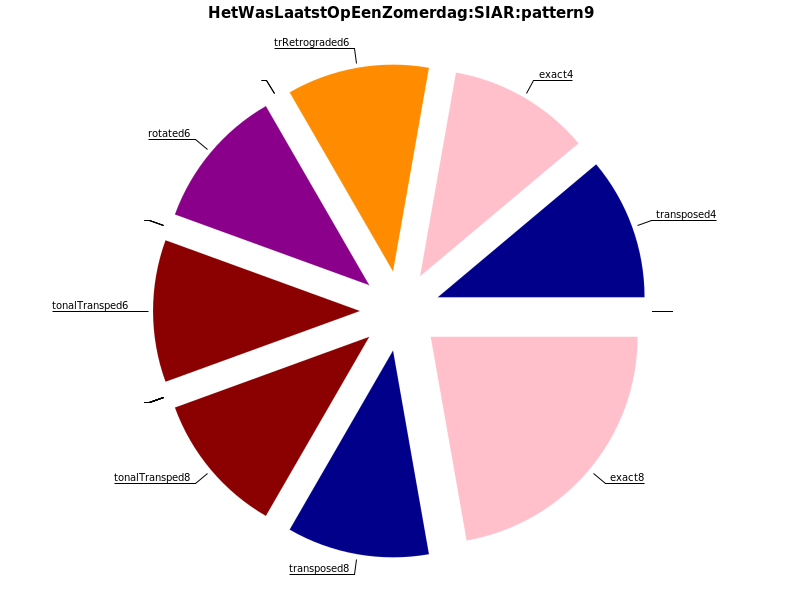 HetWasLaatstOpEenZomerdag:SIAR:pattern9
trRetrograded6
exact4
rotated6
transposed4
tonalTransped6
tonalTransped8
exact8
transposed8